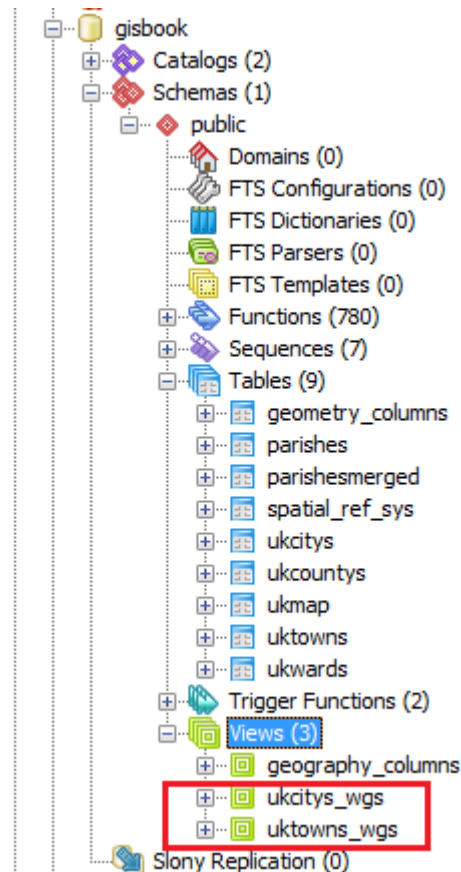 gisbook
Catalogs (2)
Schemas (1)
public
Domains (0)
FTS Configurations (0)
FTS Dictionaries (0)
FTS Parsers (0)
FTS Templates (0)
Functions (780)
Sequences (7)
Tables (9)
geometry_columns
parishes
parishesmerged
spatial_ref_sys
ukcitys
ukcountys
ukmap
uktowns
ukwards
Trigger Functions (2)
Views (3)
geography_columns
ukcitys_wgs
uktowns_wgs
Slony Replication (0)